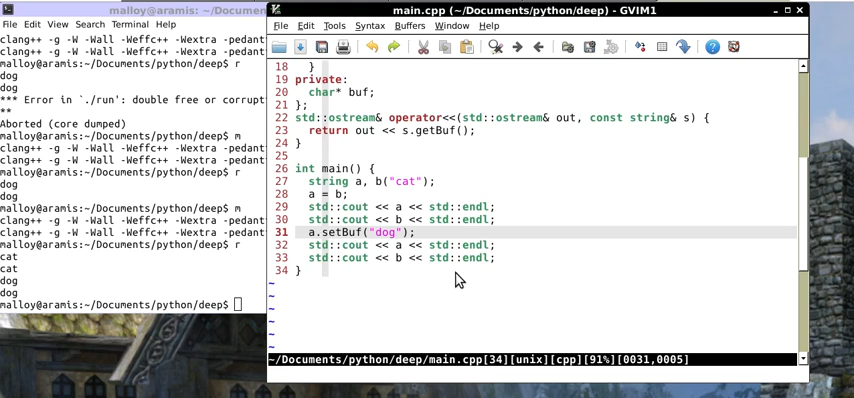 malloy@aramis: ~/Documen
File Edit View Search Terminal Help
clang++ -g -W -Wall -Weffc++ -Wextra -pedant
clang++ -g -W -Wall -Weffc++ -Wextra -pedant
malloy@aramis:~/Documents/python/deep$ r
dog
dog
*** Error in `./run': double free or corrupt
**
Aborted (core dumped)
malloy@aramis:~/Documents/python/deep$ m
clang++ -g -W -Wall -Weffc++ -Wextra -pedant
clang++ -g -W -Wall -Weffc++ -Wextra -pedant
malloy@aramis:~/Documents/python/deep$ r
dog
dog
malloy@aramis:~/Documents/python/deep$ m
clang++ -g -W -Wall -Weffc++ -Wextra -pedant
clang++ -g -W -Wall -Weffc++ -Wextra -pedant
malloy@aramis:~/Documents/python/deep$ r
cat
cat
dog
dog
malloy@aramis:~/Documents/python/deep$
main.cpp (~/Documents/python/deep) - GVIM1
File Edit Tools Syntax Buffers Window Help
18   }
19 private:
20   char* buf;
21 };
22 std::ostream& operator<<(std::ostream& out, const string& s) {
23   return out << s.getBuf();
24 }
25
26 int main() {
27   string a, b("cat");
28   a = b;
29   std::cout << a << std::endl;
30   std::cout << b << std::endl;
31   a.setBuf("dog");
32   std::cout << a << std::endl;
33   std::cout << b << std::endl;
34 }
~
~
~
~
~
~
~/Documents/python/deep/main.cpp[34][unix][cpp][91%][0031,0005]